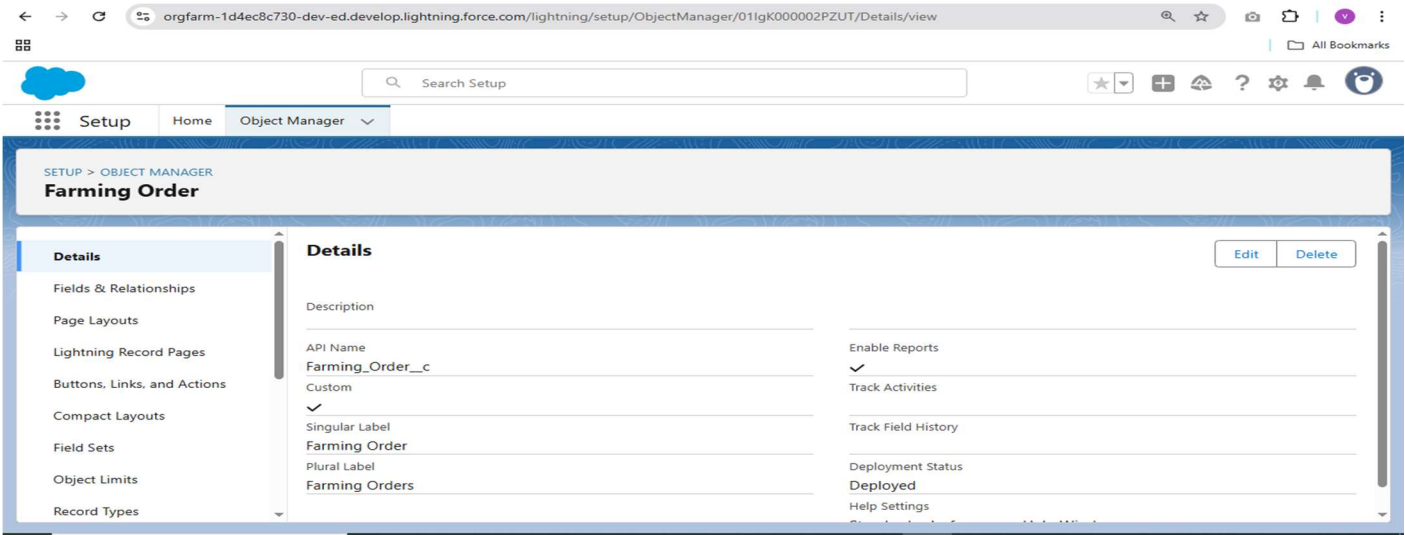 orgfarm-1d4ec8c730-dev-ed.develop.lightning.force.com/lightning/setup/ObjectManager/01IgK000002PZUT/Details/view
V
All Bookmarks
Search Setup
Setup Home Object Manager
SETUP > OBJECT MANAGER
Farming Order
Details
Fields & Relationships
Page Layouts
Lightning Record Pages
Buttons, Links, and Actions
Compact Layouts
Field Sets
Object Limits
Record Types
Details
Edit Delete
Description
API Name
Farming_Order__c
Custom
Singular Label
Farming Order
Plural Label
Farming Orders
Enable Reports
Track Activities
Track Field History
Deployment Status
Deployed
Help Settings